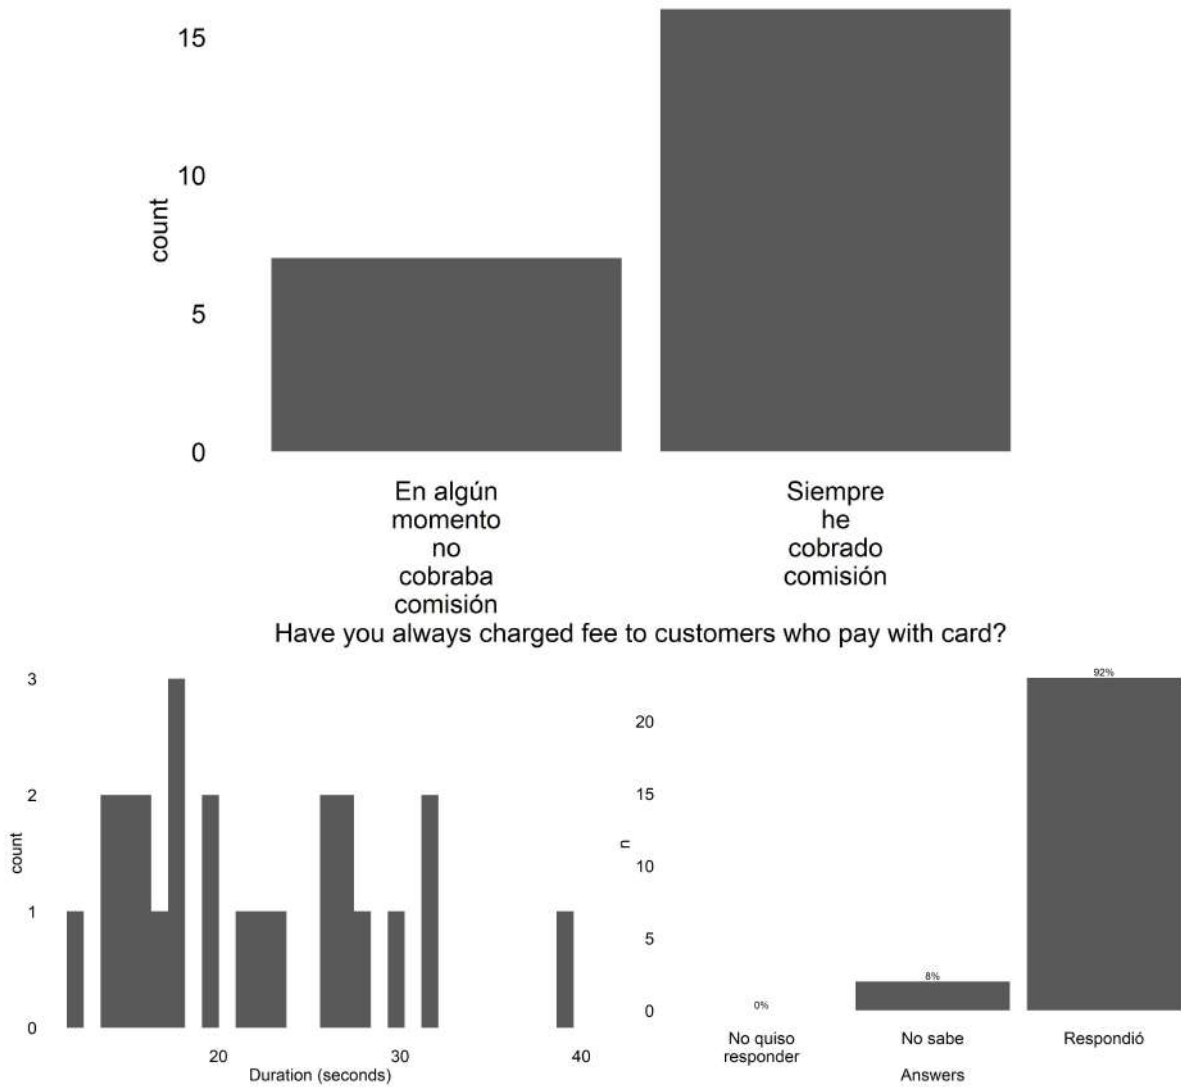 15
10
5
0
count
En algún
momento
no
cobraba
comisión
Siempre
he
cobrado
comisión
Have you always charged fee to customers who pay with card?
3
2
1
0
count
20
30
40
Duration (seconds)
20
15
10
5
0
n
0%
8%
92%
No quiso
responder
No sabe
Respondió
Answers